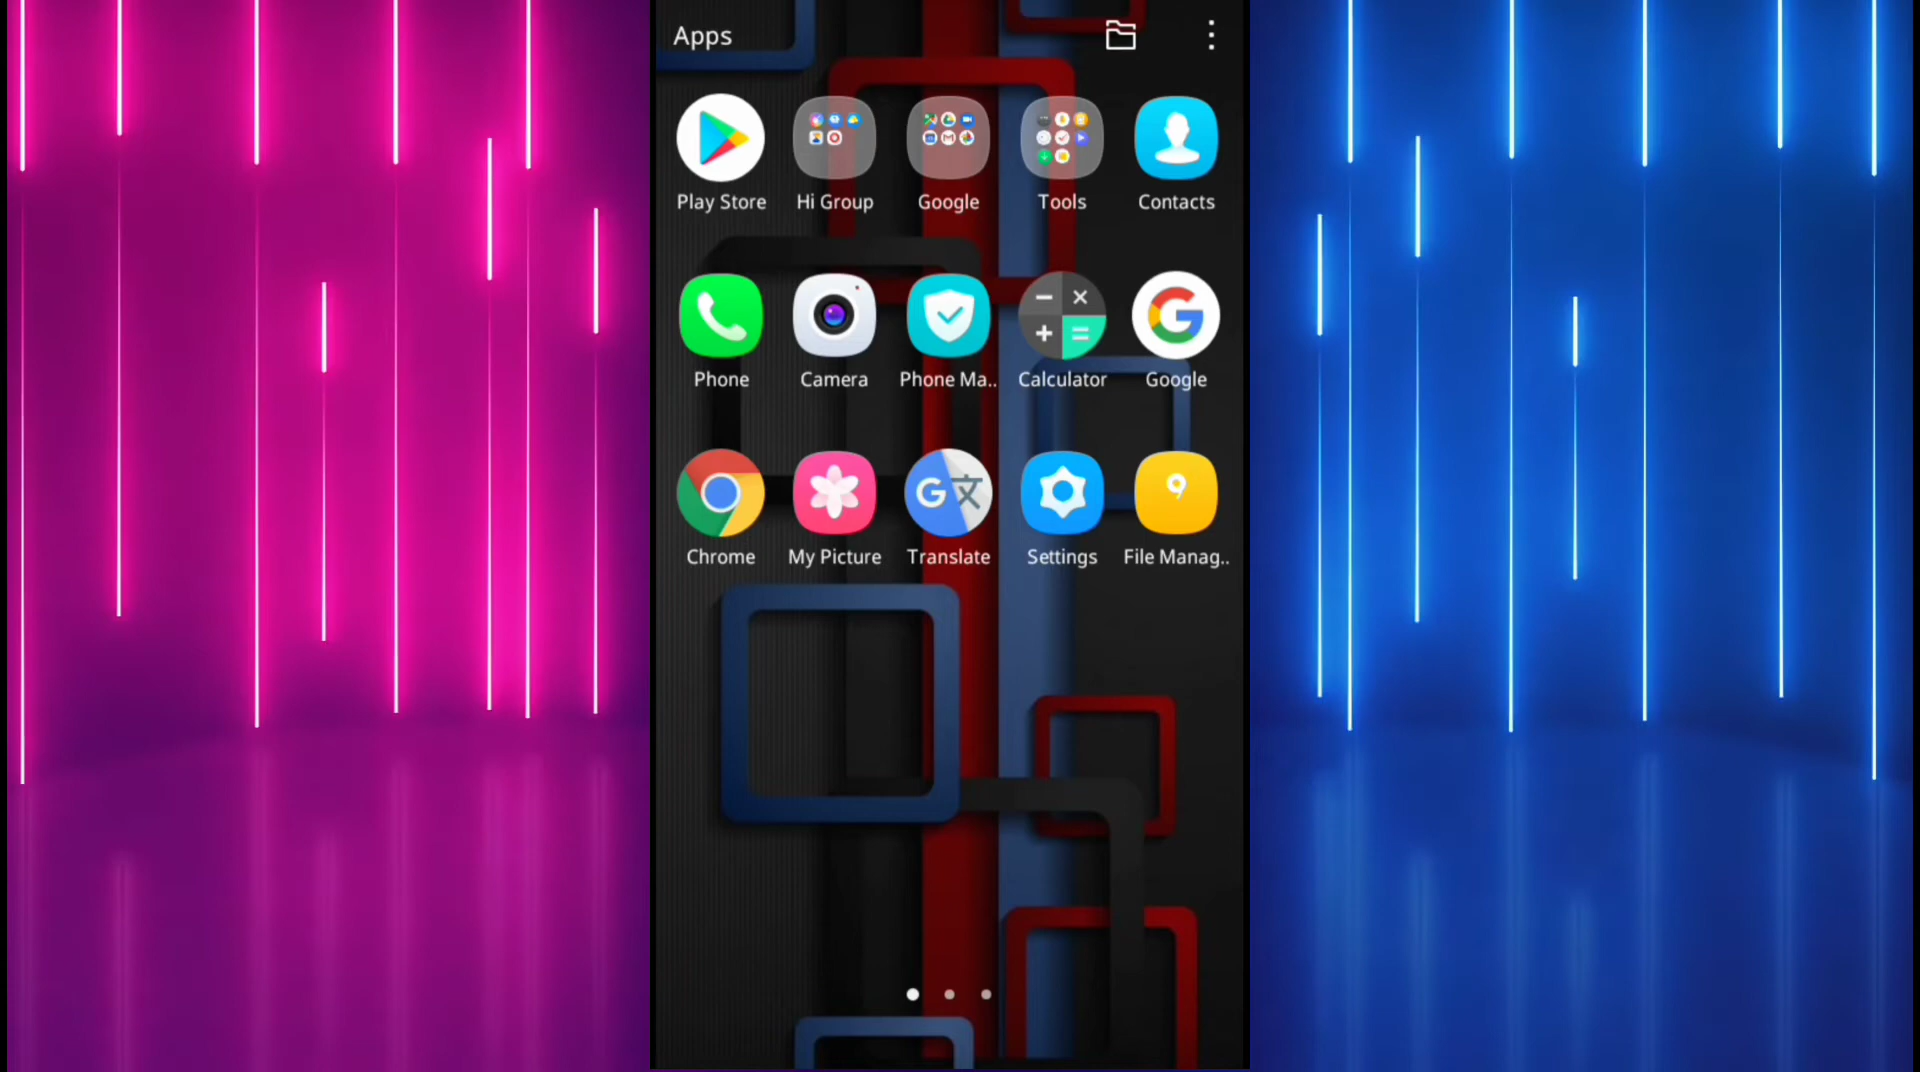 Apps
Play Store
Hi Group
Google
Tools
Contacts
Phone
Camera
Phone Ma..
Calculator
Google
Chrome
My Picture
Translate
Settings
File Manag..